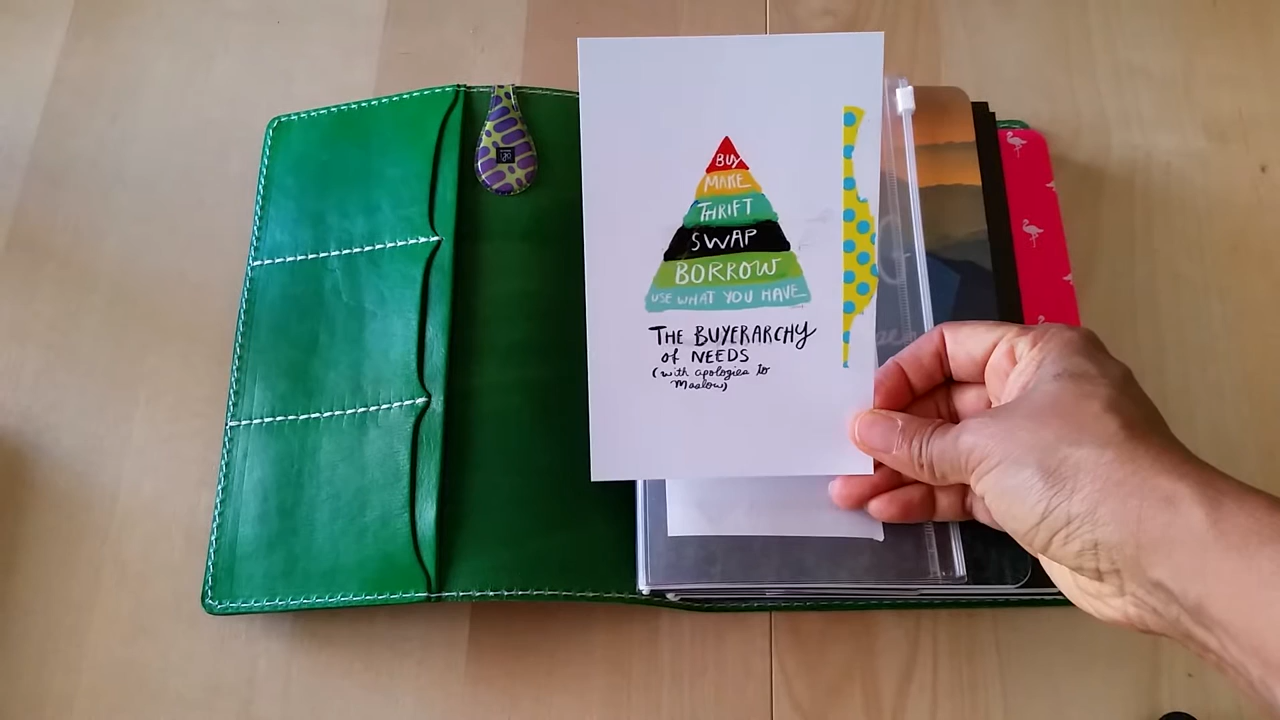 BUY
MAKE
THRIFT
SWAP
BORROW
USE WHAT YOU HAVE
THE BUYERARCHY
of NEEDS
(with apologies to
Maslow)